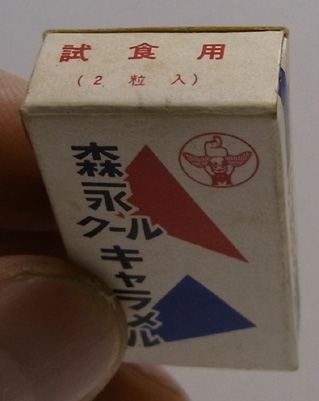 試食用
(2粒入)
森永
クール
キャラメル